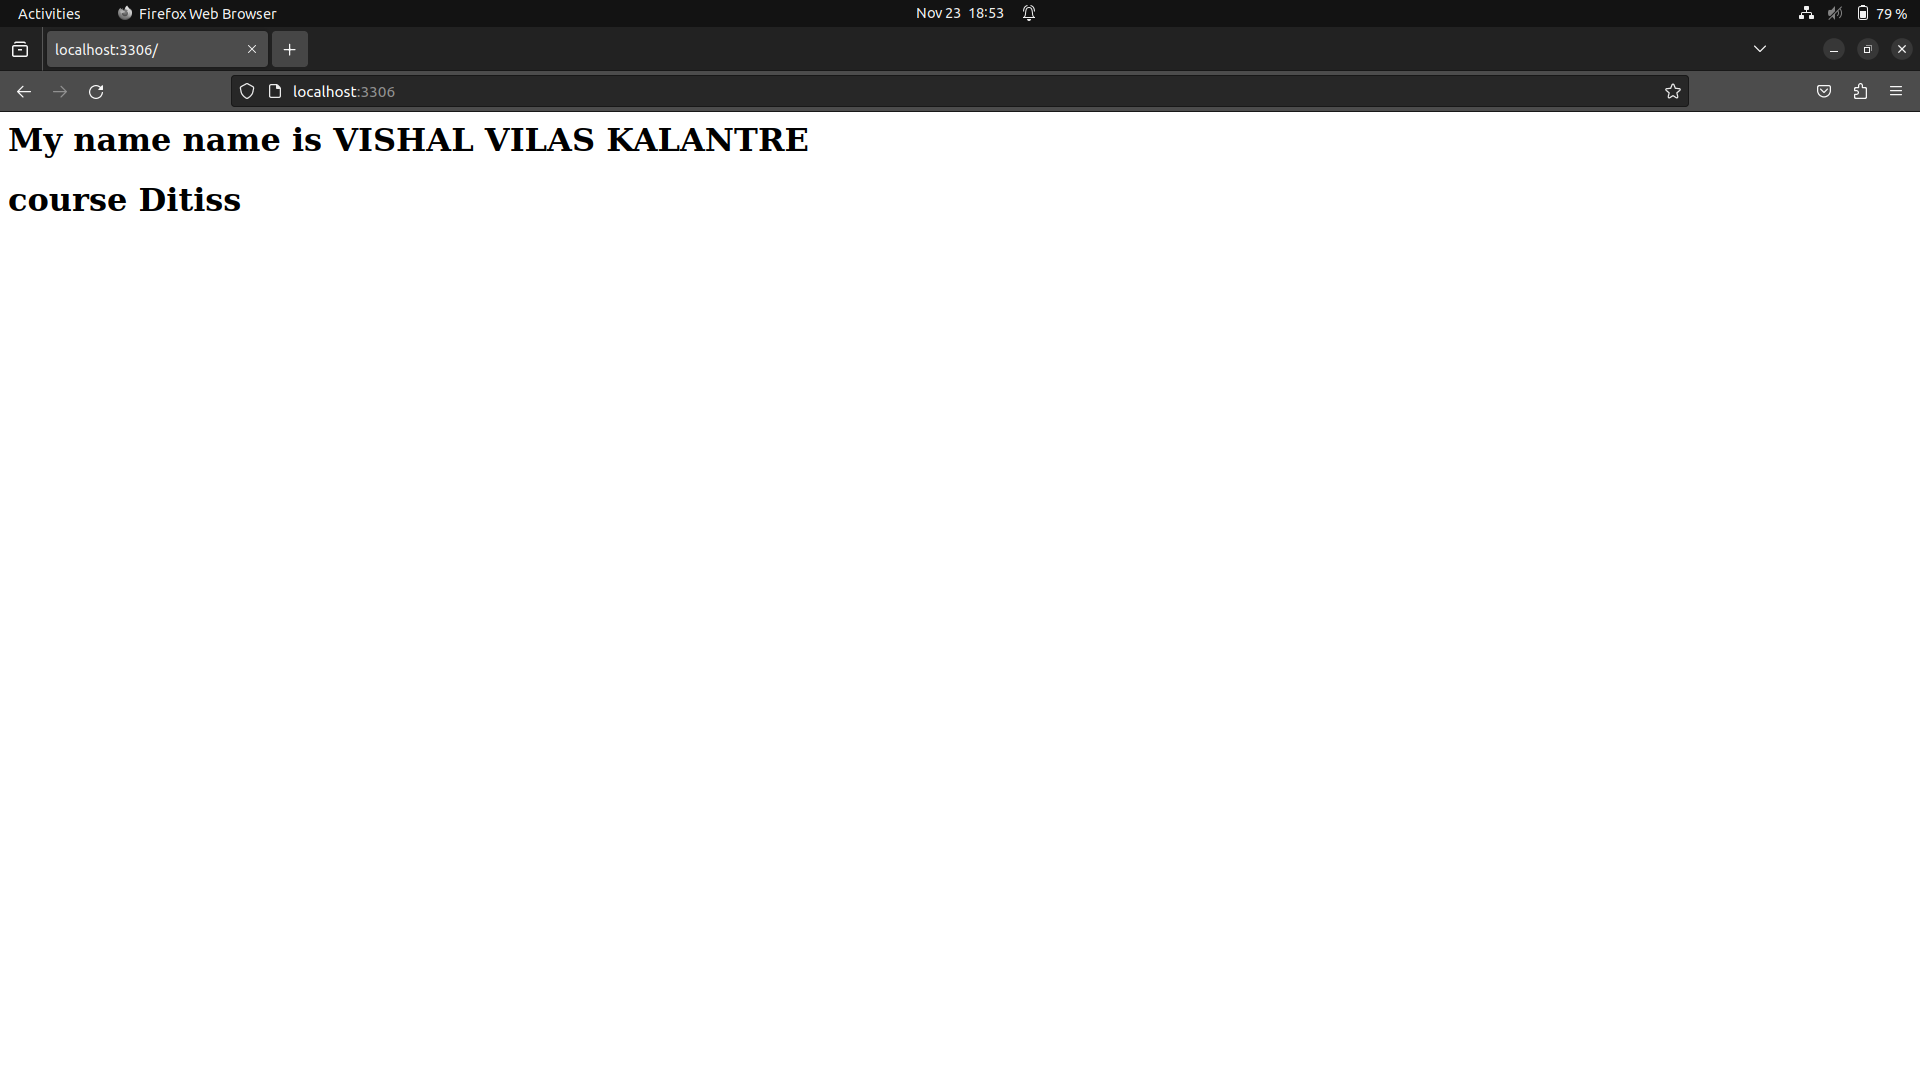 Activities Firefox Web Browser Nov 23 18:53 79 %
localhost:3306/
localhost:3306
My name name is VISHAL VILAS KALANTRE
course Ditiss